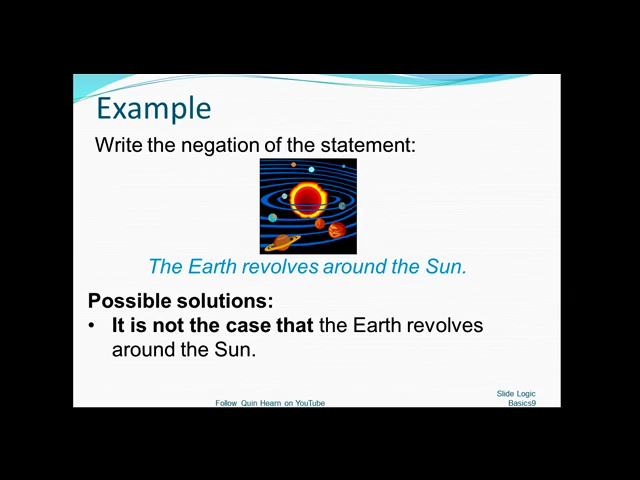 Example
Write the negation of the statement:
The Earth revolves around the Sun.
Possible solutions:
• It is not the case that the Earth revolves
around the Sun.
Slide Logic
Follow Quin Hearn on YouTube
Basics9